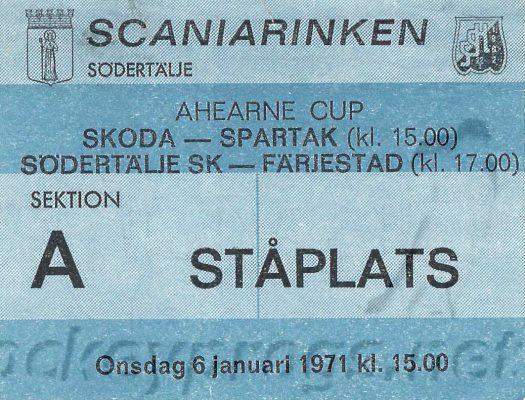 SCANIARINKEN
SÖDERTÄLJE
AHEARNE CUP
SKODA — SPARTAK (kl. 15.00)
SÖDERTÄLJE SK — FÄRJESTAD (kl. 17.00)
SEKTION
A STÅPLATS
Onsdag 6 januari 1971 kl. 15.00